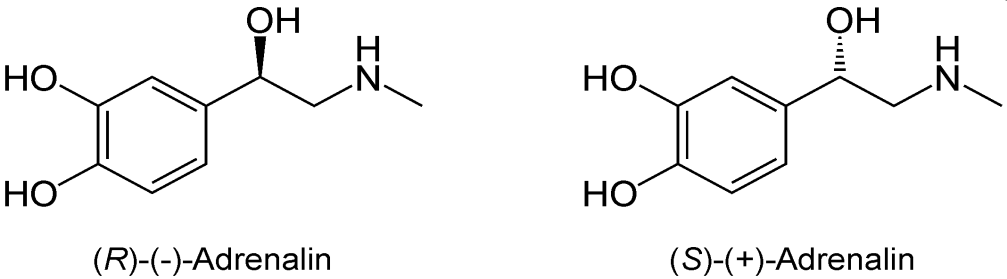 OH
H
N
HO
HO
(R)-(-)-Adrenalin
OH
H
N
HO
HO
(S)-(+)-Adrenalin